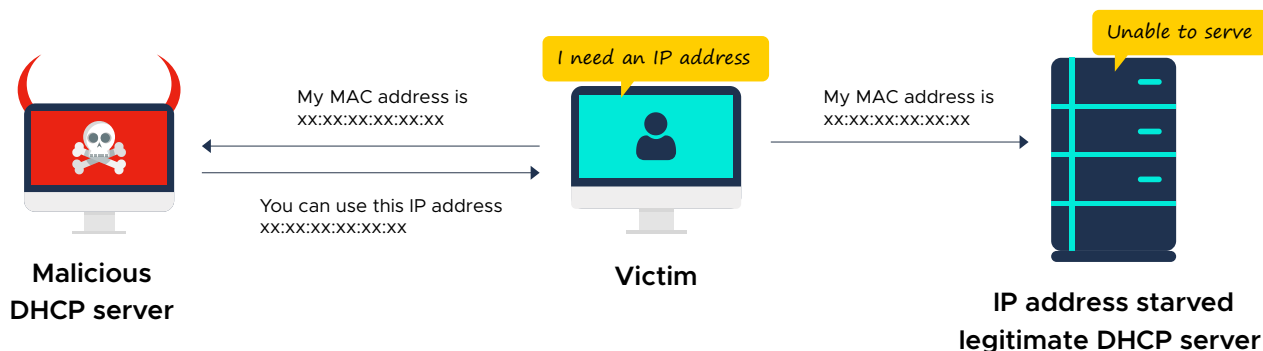 Unable to serve
I need an IP address
My MAC address is
xx:xx:xx:xx:xx:xx
My MAC address is
xx:xx:xx:xx:xx:xx
You can use this IP address
xx:xx:xx:xx:xx:xx
Malicious
DHCP server
Victim
IP address starved
legitimate DHCP server